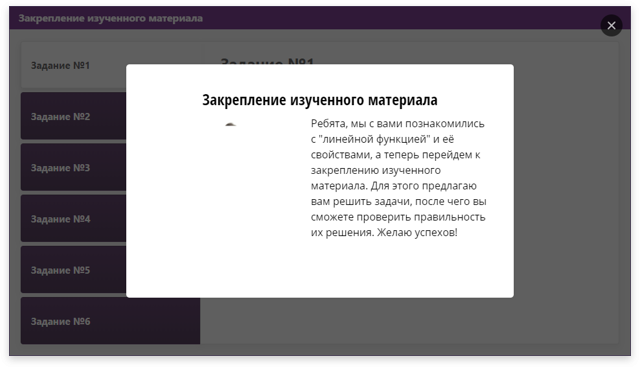 Закрепление изученного материала
Задание №1
Задание №1
Задание №2
Задание №3
Задание №4
Задание №5
Задание №6
Закрепление изученного материала
Ребята, мы с вами познакомились
с "линейной функцией" и её
свойствами, а теперь перейдем к
закреплению изученного
материала. Для этого предлагаю
вам решить задачи, после чего вы
сможете проверить правильность
их решения. Желаю успехов!